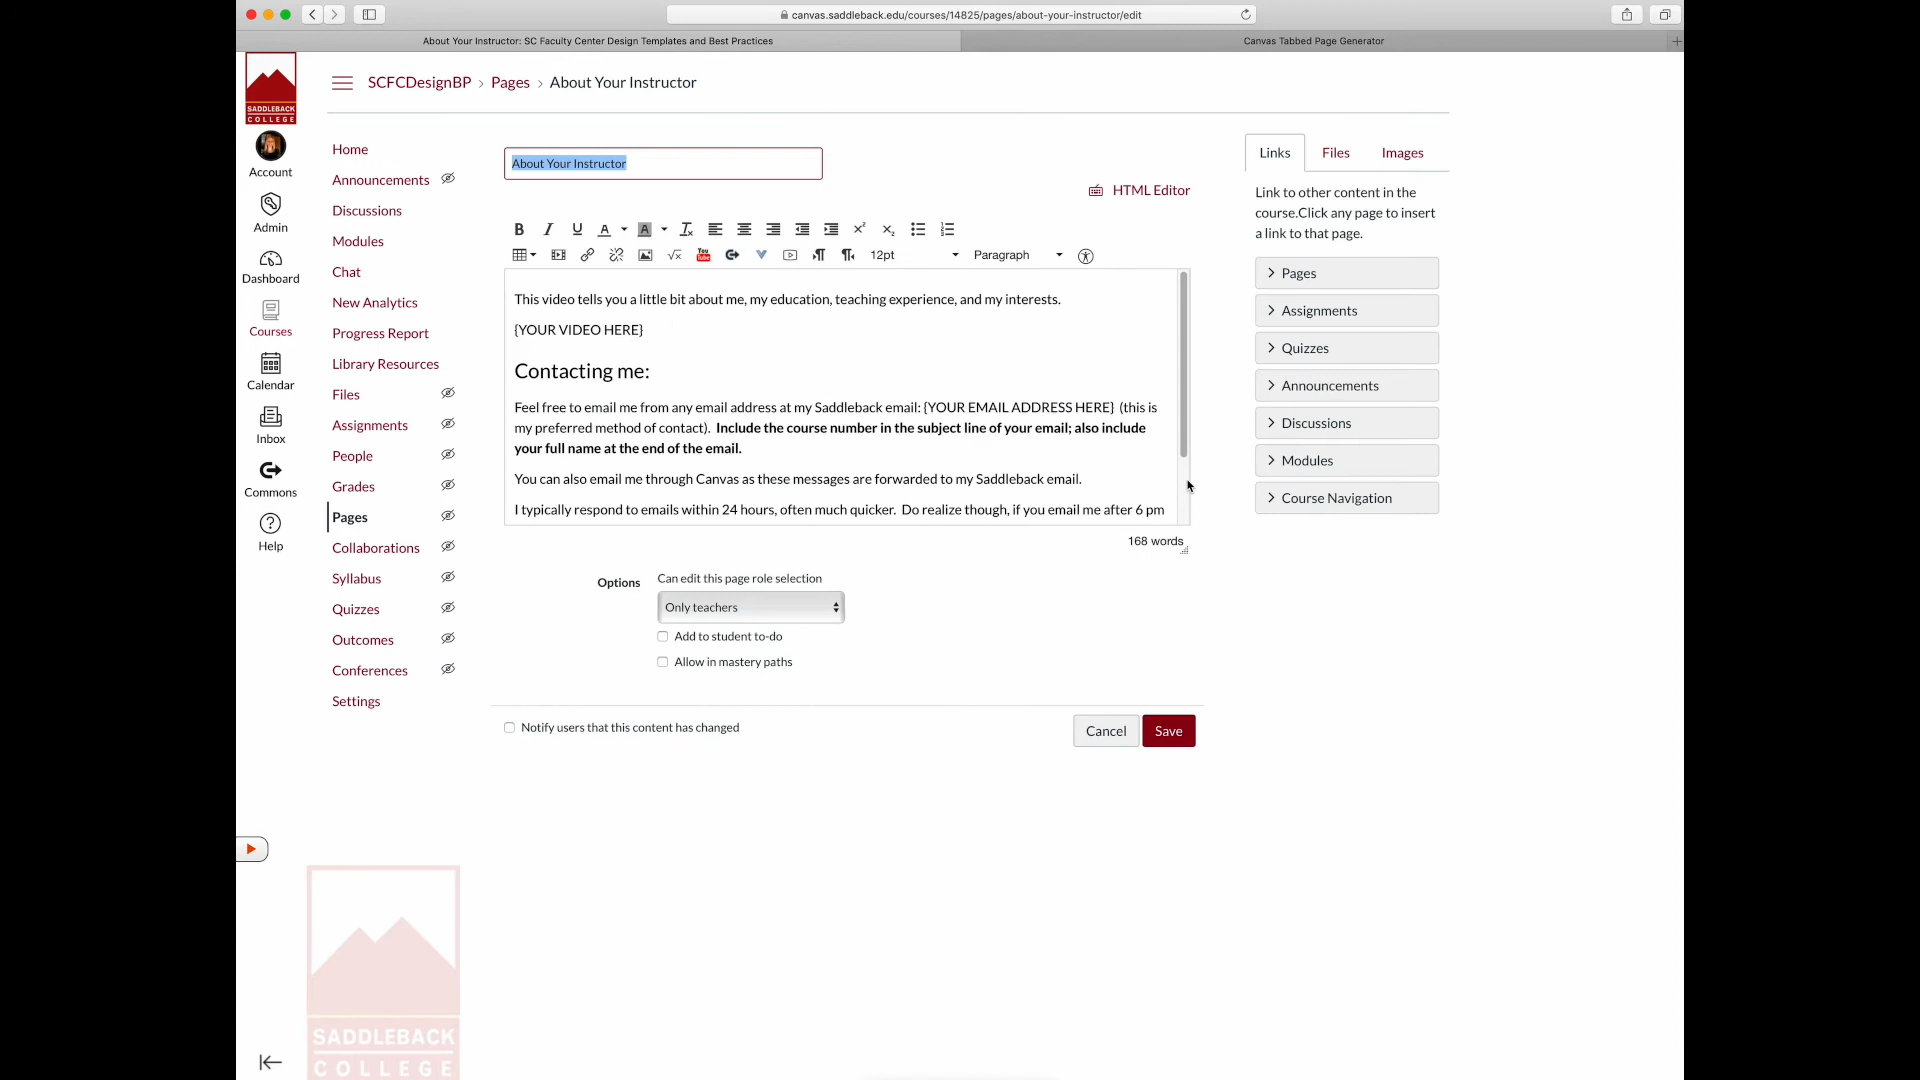 canvas.saddleback.edu/courses/14825/pages/about-your-instructor/edit
About Your Instructor: SC Faculty Center Design Templates and Best Practices
Canvas Tabbed Page Generator
SADDLEBACK
COLLEGE
SCFCDesignBP › Pages › About Your Instructor
Account
Admin
Dashboard
Courses
Calendar
Inbox
Commons
Help
Home
Announcements
Discussions
Modules
Chat
New Analytics
Progress Report
Library Resources
Files
Assignments
People
Grades
Pages
Collaborations
Syllabus
Quizzes
Outcomes
Conferences
Settings
About Your Instructor
HTML Editor
12pt
Paragraph
This video tells you a little bit about me, my education, teaching experience, and my interests.
{YOUR VIDEO HERE}
Contacting me:
Feel free to email me from any email address at my Saddleback email: {YOUR EMAIL ADDRESS HERE} (this is
my preferred method of contact). Include the course number in the subject line of your email; also include
your full name at the end of the email.
You can also email me through Canvas as these messages are forwarded to my Saddleback email.
I typically respond to emails within 24 hours, often much quicker. Do realize though, if you email me after 6 pm
168 words
Options
Can edit this page role selection
Only teachers
Add to student to-do
Allow in mastery paths
Notify users that this content has changed
Cancel
Save
Links
Files
Images
Link to other content in the
course.Click any page to insert
a link to that page.
Pages
Assignments
Quizzes
Announcements
Discussions
Modules
Course Navigation
SADDLEBACK
COLLEGE